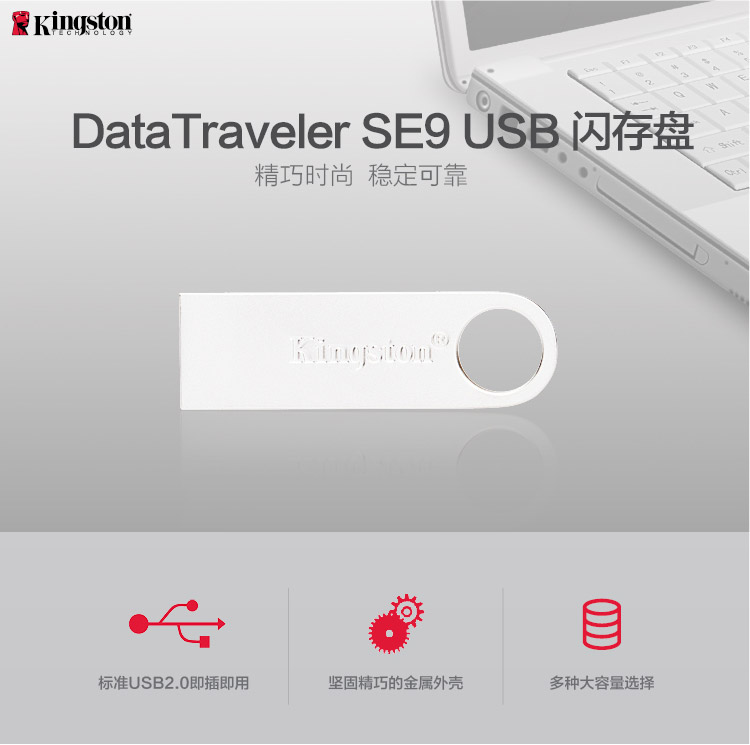 Kingston
TECHNOLOGY
DataTraveler SE9 USB 闪存盘
精巧时尚 稳定可靠
Kingston®
标准USB2.0即插即用
坚固精巧的金属外壳
多种大容量选择